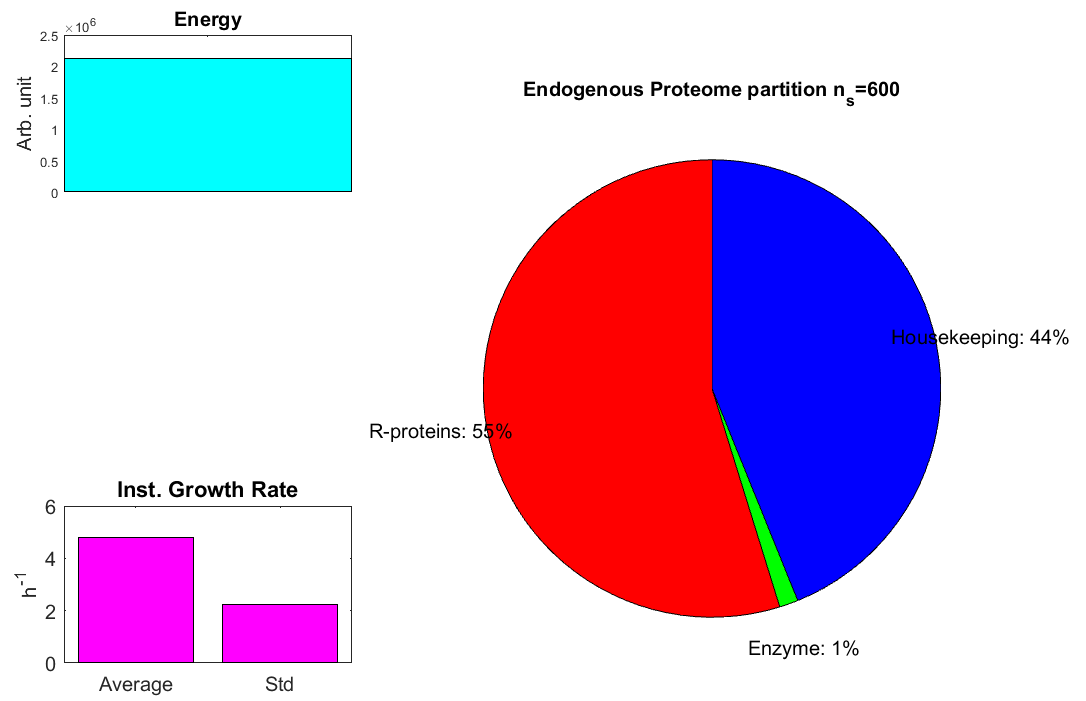 Energy
×10^6
2.5
2
1.5
1
0.5
0
Arb. unit
Endogenous Proteome partition n_s=600
Housekeeping: 44%
R-proteins: 55%
Enzyme: 1%
Inst. Growth Rate
6
4
2
0
h^-1
Average Std